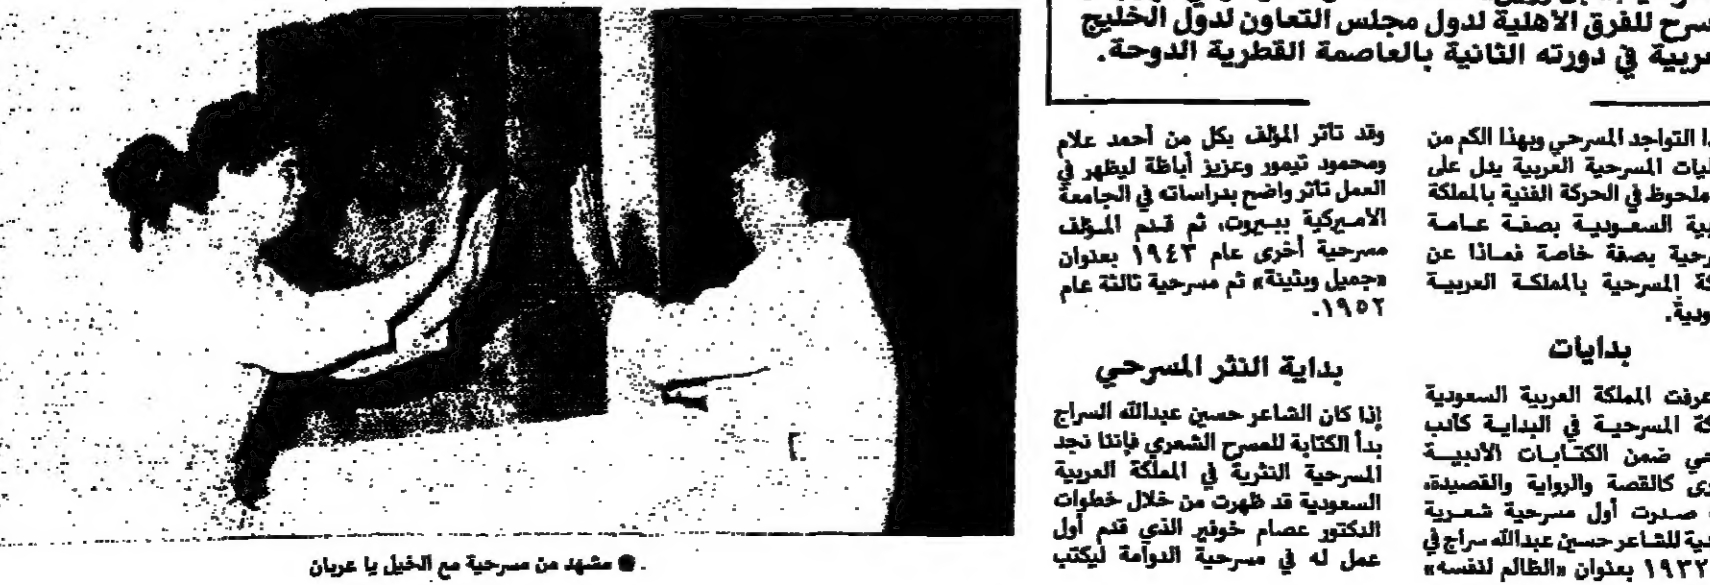 سرح للفرق الأهلية لدول مجلس التعاون لدول الخليج
عربية في دورته الثانية بالعاصمة القطرية الدوحة.
ذا التواجد المسرحي وبهذا الكم من
ليات المسرحية العربية يدل على
ملحوظ في الحركة الفنية بالمملكة
بية السعودية بصفة عامة
رحية بصفة خاصة فماذا عن
كة المسرحية بالمملكة العربية
ودية.
بدايات
عرفت المملكة العربية السعودية
كة المسرحية في البداية كأدب
حي ضمن الكتابات الأدبية
رى كالقصة والرواية والقصيدة،
صدرت أول مسرحية شعرية
دية للشاعر حسين عبدالله سراج في
١٩٣٢ بعنوان «الظالم لنفسه»
وقد تأثر المؤلف بكل من أحمد علام
ومحمود تيمور وعزيز أباظة ليظهر في
العمل تأثر واضح بدراساته في الجامعة
الأميركية ببيروت، ثم قدم المؤلف
مسرحية أخرى عام ١٩٤٣ بعنوان
«جميل وبثينة» ثم مسرحية ثالثة عام
١٩٥٢.
بداية النثر المسرحي
إذا كان الشاعر حسين عبدالله السراج
بدأ الكتابة للمسرح الشعري فإننا نجد
المسرحية النثرية في المملكة العربية
السعودية قد ظهرت من خلال خطوات
الدكتور عصام خوقير الذي قدم أول
عمل له في مسرحية الدوامة ليكتب
● مشهد من مسرحية مع الخيل يا عربان